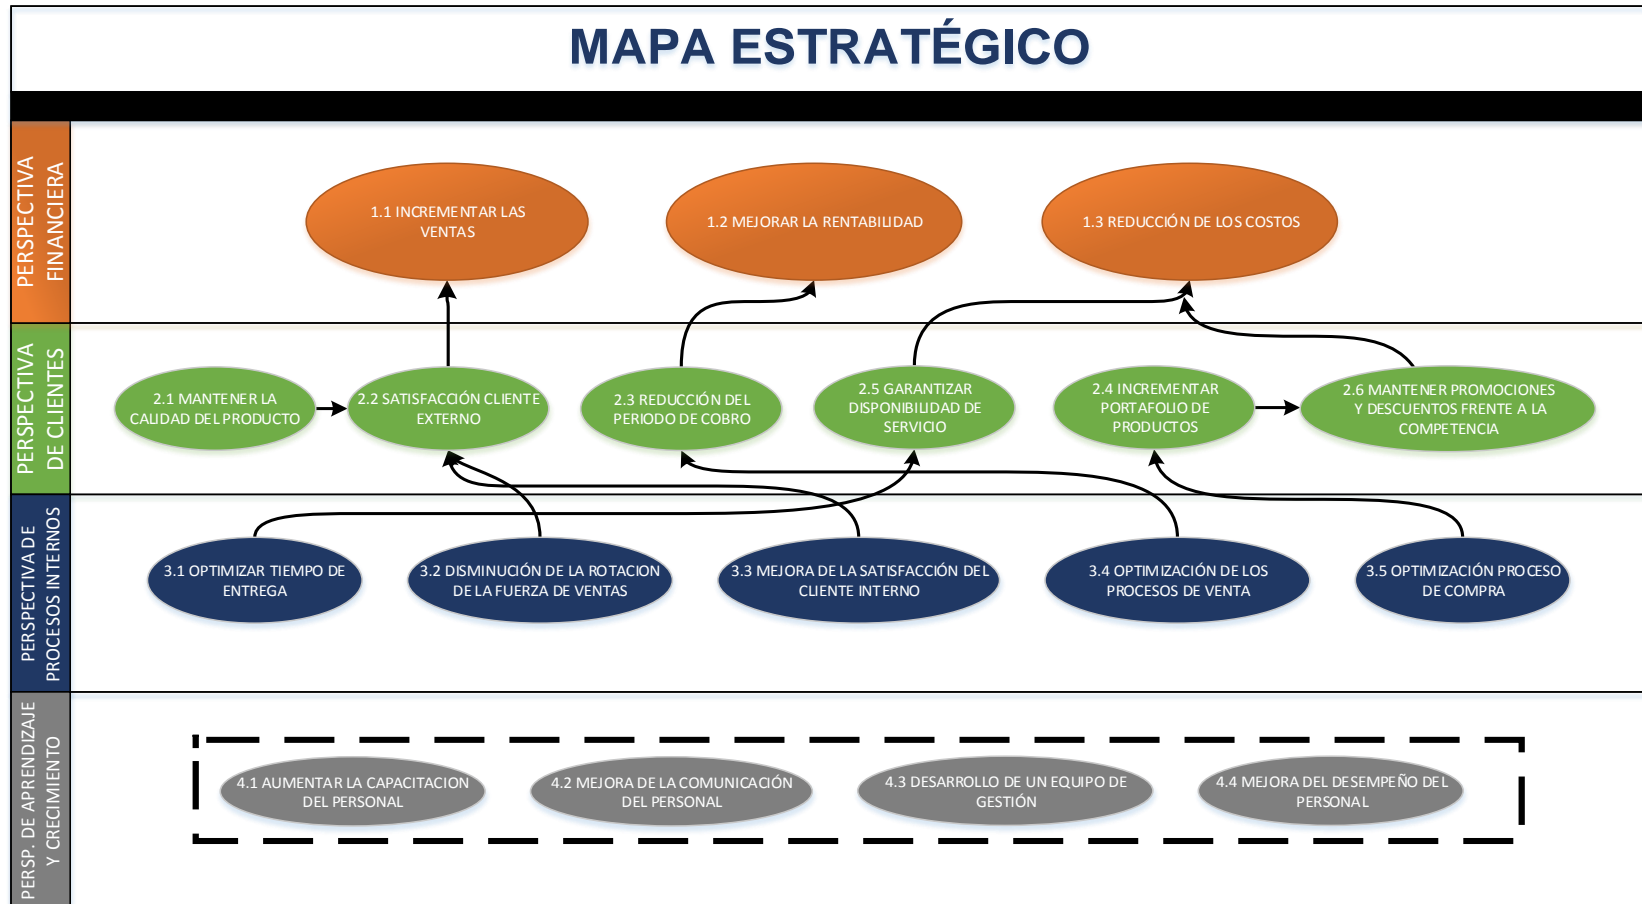 MAPA ESTRATÉGICO
PERSPECTIVA
FINANCIERA
1.1 INCREMENTAR LAS
VENTAS
1.2 MEJORAR LA RENTABILIDAD
1.3 REDUCCIÓN DE LOS COSTOS
PERSPECTIVA
DE CLIENTES
2.1 MANTENER LA
CALIDAD DEL PRODUCTO
2.2 SATISFACCIÓN CLIENTE
EXTERNO
2.3 REDUCCIÓN DEL
PERIODO DE COBRO
2.5 GARANTIZAR
DISPONIBILIDAD DE
SERVICIO
2.4 INCREMENTAR
PORTAFOLIO DE
PRODUCTOS
2.6 MANTENER PROMOCIONES
Y DESCUENTOS FRENTE A LA
COMPETENCIA
PERSPECTIVA DE
PROCESOS INTERNOS
3.1 OPTIMIZAR TIEMPO DE
ENTREGA
3.2 DISMINUCIÓN DE LA ROTACION
DE LA FUERZA DE VENTAS
3.3 MEJORA DE LA SATISFACCIÓN DEL
CLIENTE INTERNO
3.4 OPTIMIZACIÓN DE LOS
PROCESOS DE VENTA
3.5 OPTIMIZACIÓN PROCESO
DE COMPRA
PERSP. DE APRENDIZAJE
Y CRECIMIENTO
4.1 AUMENTAR LA CAPACITACION
DEL PERSONAL
4.2 MEJORA DE LA COMUNICACIÓN
DEL PERSONAL
4.3 DESARROLLO DE UN EQUIPO DE
GESTIÓN
4.4 MEJORA DEL DESEMPEÑO DEL
PERSONAL